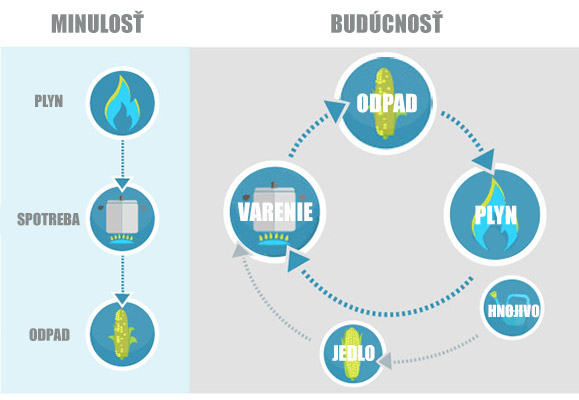 MINULOSŤ
BUDÚCNOSŤ
PLYN
SPOTREBA
ODPAD
ODPAD
PLYN
HNOJIVO
JEDLO
VARENIE